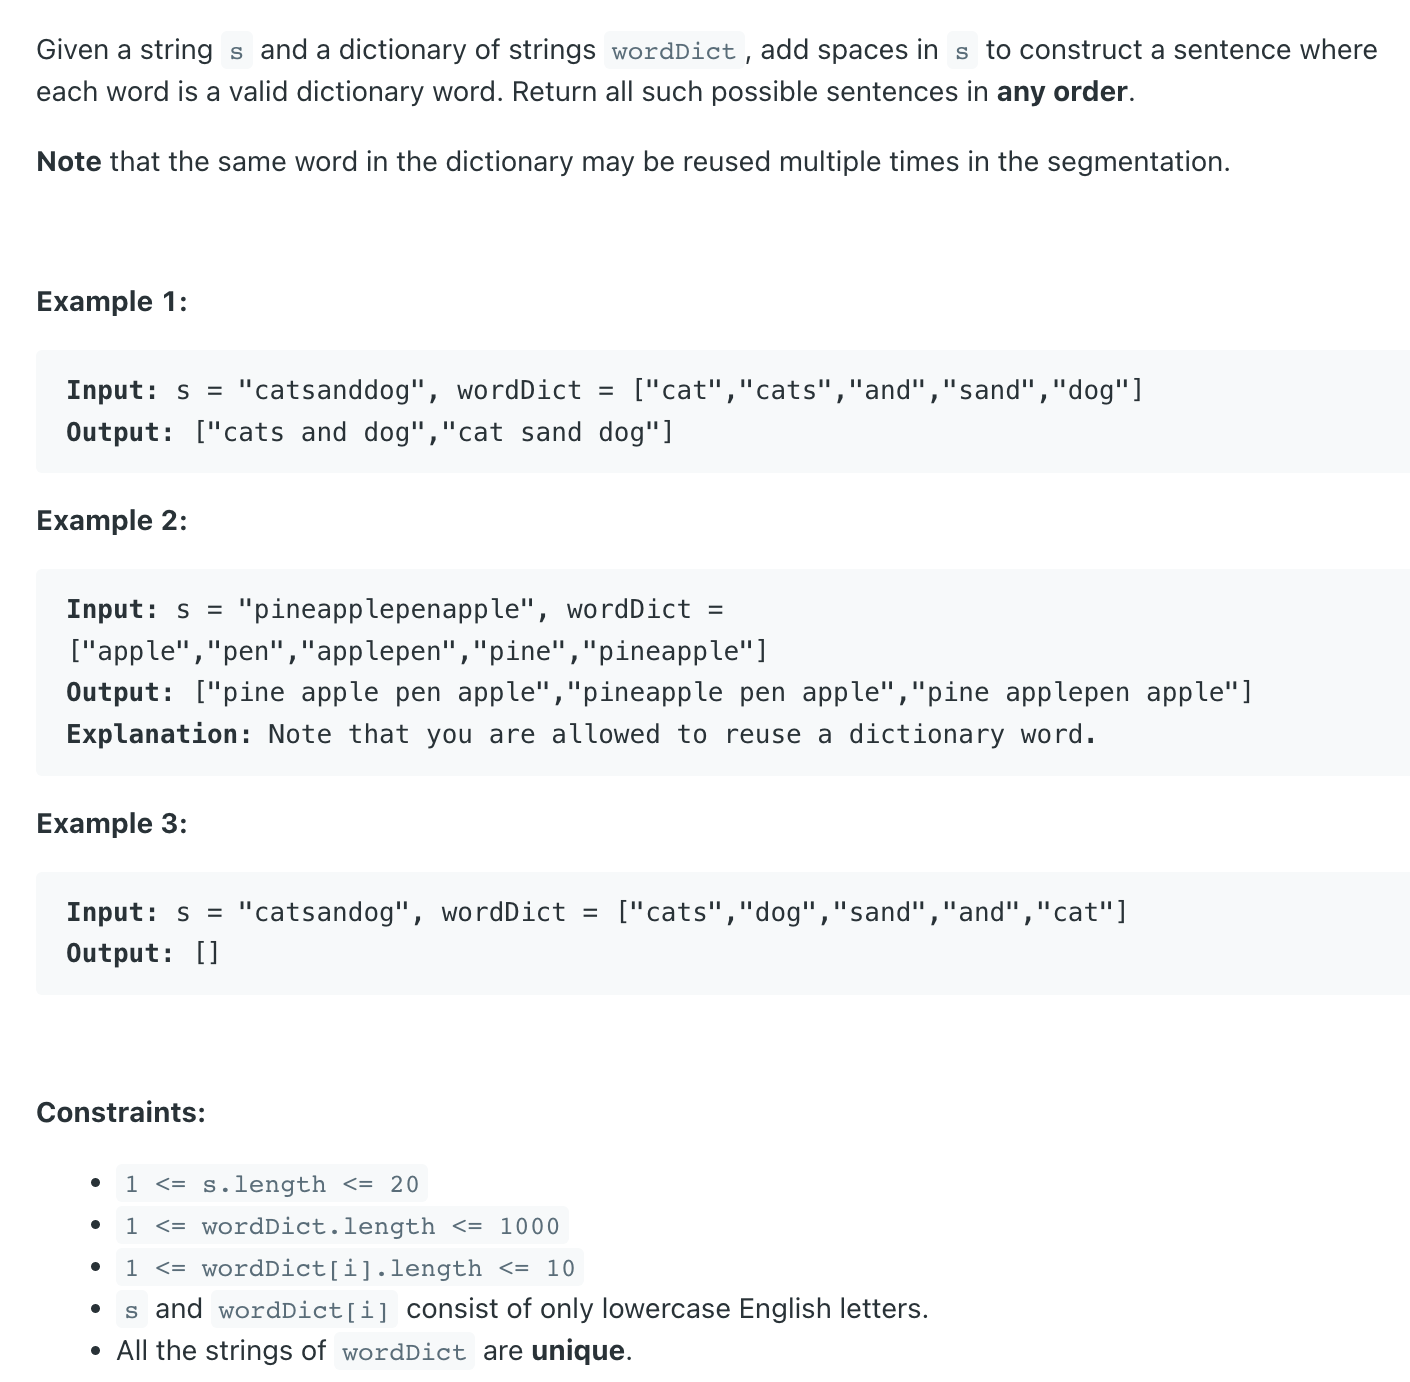 Given a string s and a dictionary of strings wordDict, add spaces in s to construct a sentence where
each word is a valid dictionary word. Return all such possible sentences in any order.
Note that the same word in the dictionary may be reused multiple times in the segmentation.
Example 1:
Input: s = "catsanddog", wordDict = ["cat","cats","and","sand","dog"]
Output: ["cats and dog","cat sand dog"]
Example 2:
Input: s = "pineapplepenapple", wordDict =
["apple","pen","applepen","pine","pineapple"]
Output: ["pine apple pen apple","pineapple pen apple","pine applepen apple"]
Explanation: Note that you are allowed to reuse a dictionary word.
Example 3:
Input: s = "catsandog", wordDict = ["cats","dog","sand","and","cat"]
Output: []
Constraints:
• 1 <= s.length <= 20
• 1 <= wordDict.length <= 1000
• 1 <= wordDict[i].length <= 10
• s and wordDict[i] consist of only lowercase English letters.
• All the strings of wordDict are unique.